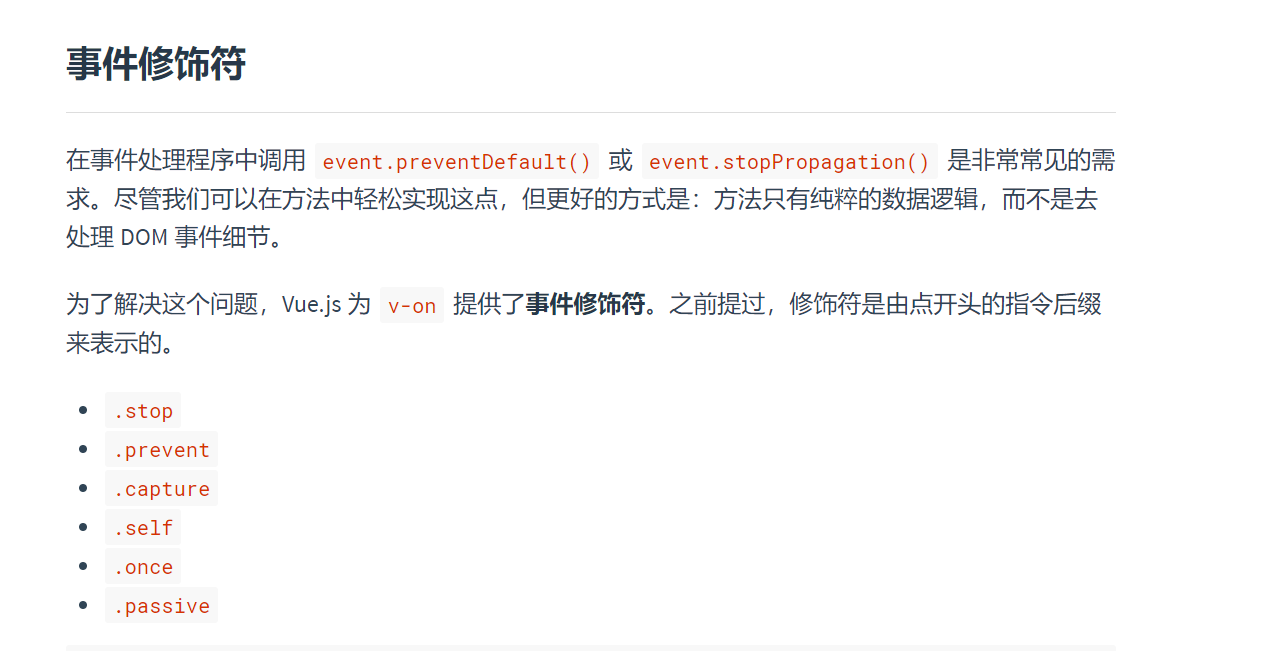 事件修饰符
在事件处理程序中调用 event.preventDefault() 或 event.stopPropagation() 是非常常见的需
求。尽管我们可以在方法中轻松实现这点，但更好的方式是：方法只有纯粹的数据逻辑，而不是去
处理 DOM 事件细节。
为了解决这个问题，Vue.js 为 v-on 提供了事件修饰符。之前提过，修饰符是由点开头的指令后缀
来表示的。
.stop
.prevent
.capture
.self
.once
.passive